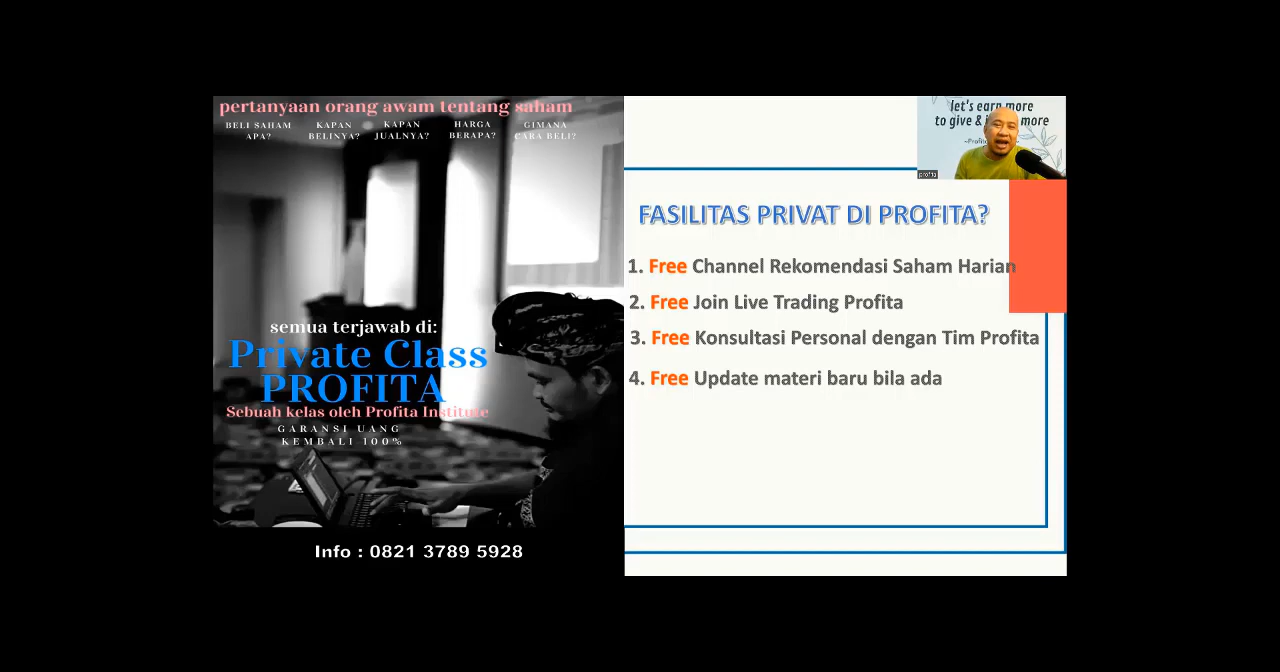 pertanyaan orang awam tentang saham
BELI SAHAM APA?
KAPAN BELINYA?
KAPAN JUALNYA?
HARGA BERAPA?
GIMANA CARA BELI?
semua terjawab di:
Private Class
PROFITA
Sebuah kelas oleh Profita Institute
GARANSI UANG
KEMBALI 100%
Info : 0821 3789 5928
let's earn more
to give & more
profita
FASILITAS PRIVAT DI PROFITA?
1. Free Channel Rekomendasi Saham Harian
2. Free Join Live Trading Profita
3. Free Konsultasi Personal dengan Tim Profita
4. Free Update materi baru bila ada